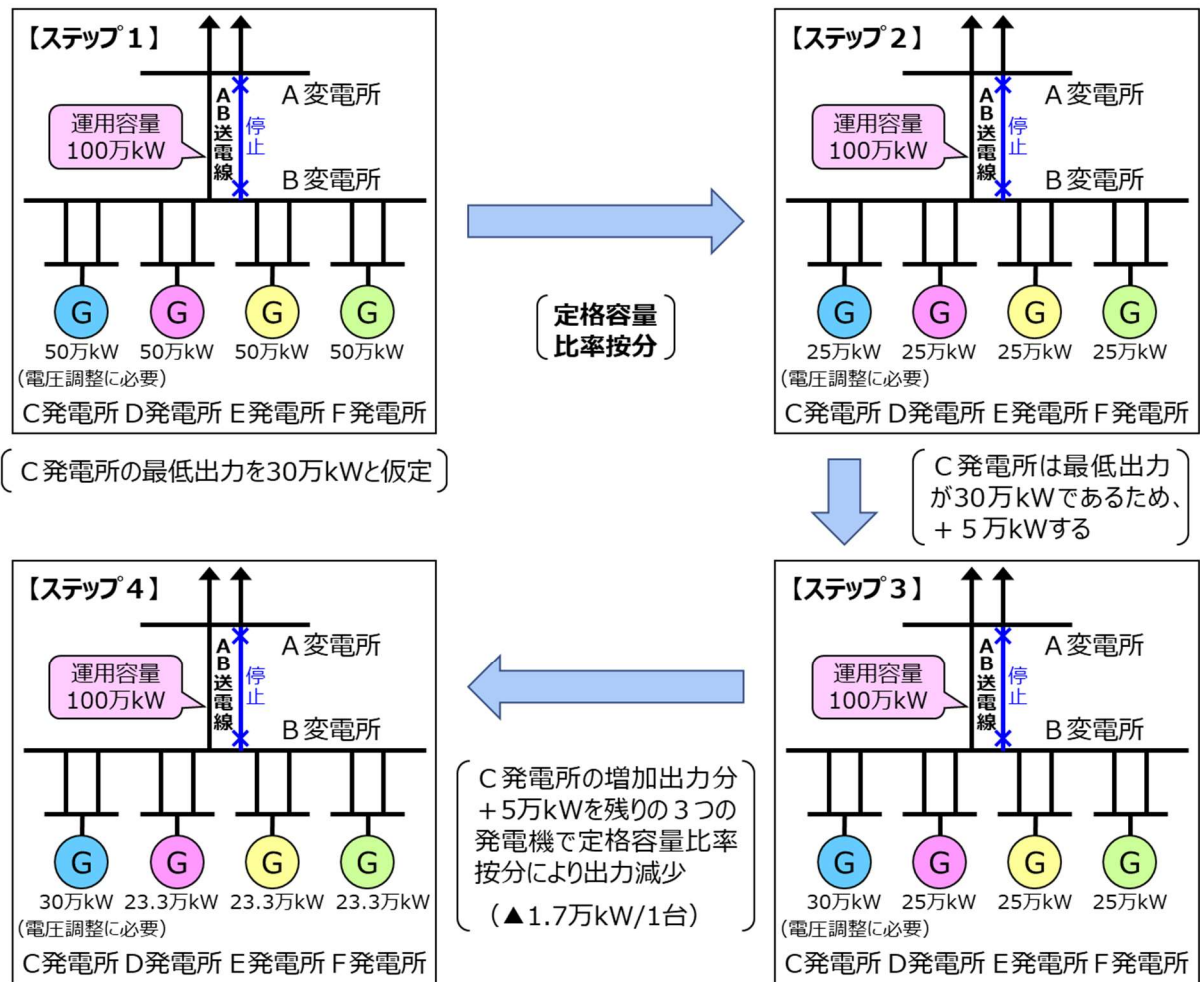 【ステップ1】
A変電所
AB送電線
停止
運用容量
100万kW
B変電所
G
G
G
G
50万kW
50万kW
50万kW
50万kW
(電圧調整に必要)
C発電所
D発電所
E発電所
F発電所
C発電所の最低出力を30万kWと仮定
定格容量
比率按分
【ステップ2】
A変電所
AB送電線
停止
運用容量
100万kW
B変電所
G
G
G
G
25万kW
25万kW
25万kW
25万kW
(電圧調整に必要)
C発電所
D発電所
E発電所
F発電所
C発電所は最低出力
が30万kWであるため、
+5万kWする
【ステップ3】
A変電所
AB送電線
停止
運用容量
100万kW
B変電所
G
G
G
G
30万kW
25万kW
25万kW
25万kW
(電圧調整に必要)
C発電所
D発電所
E発電所
F発電所
C発電所の増加出力分
+5万kWを残りの3つの
発電機で定格容量比率
按分により出力減少
(▲1.7万kW/1台)
【ステップ4】
A変電所
AB送電線
停止
運用容量
100万kW
B変電所
G
G
G
G
30万kW
23.3万kW
23.3万kW
23.3万kW
(電圧調整に必要)
C発電所
D発電所
E発電所
F発電所